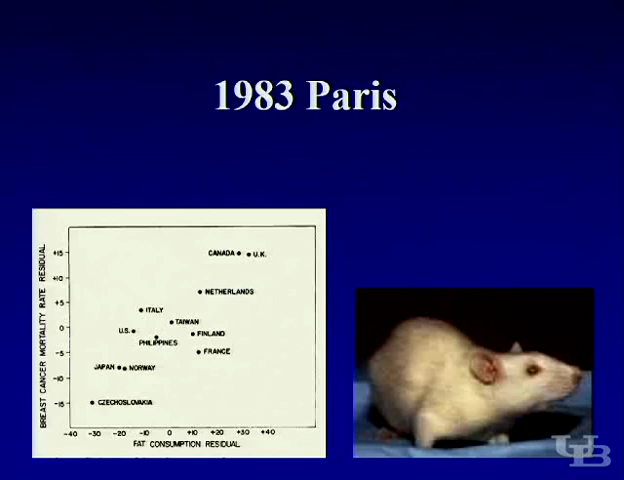 1983 Paris
BREAST CANCER MORTALITY RATE RESIDUAL
+15
+10
+5
0
-5
-10
-15
CANADA
U.K.
NETHERLANDS
ITALY
TAIWAN
U.S.
FINLAND
PHILIPPINES
FRANCE
JAPAN
NORWAY
CZECHOSLOVAKIA
-40 -30 -20 -10 0 +10 +20 +30 +40
FAT CONSUMPTION RESIDUAL
UB